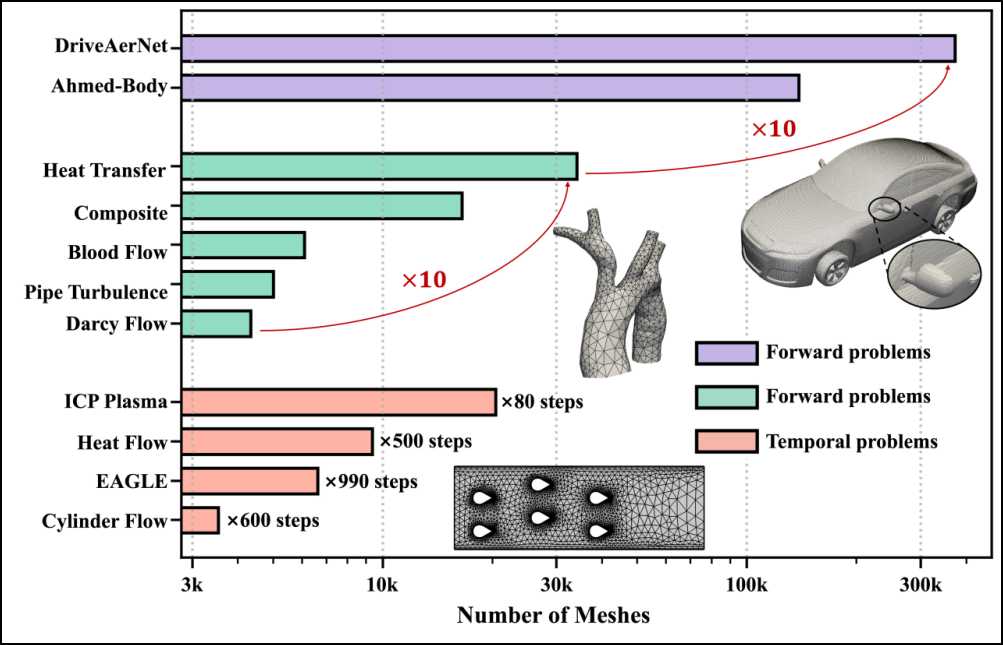 DriveAerNet
Ahmed-Body
×10
Heat Transfer
Composite
Blood Flow
×10
Pipe Turbulence
Darcy Flow
Forward problems
Forward problems
Temporal problems
ICP Plasma
×80 steps
Heat Flow
×500 steps
EAGLE
×990 steps
Cylinder Flow
×600 steps
3k
10k
30k
100k
300k
Number of Meshes